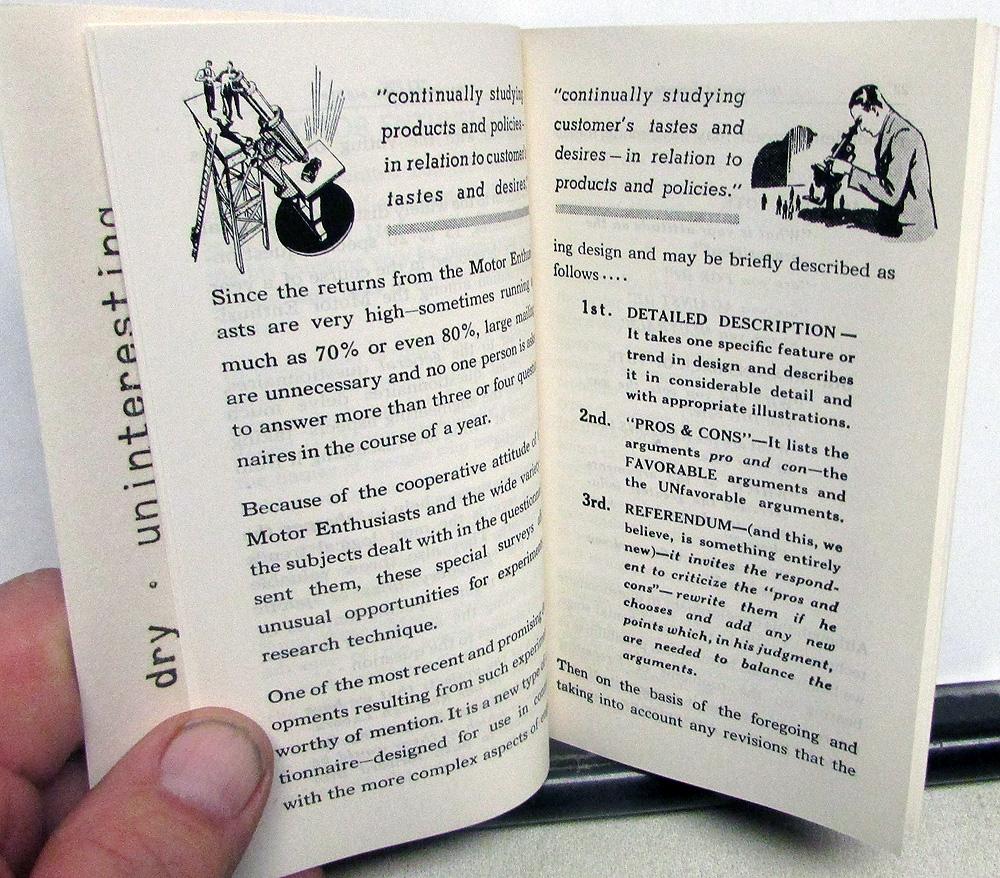 dry • uninteresting
"continually studying
products and policies—
in relation to customer
tastes and desires."
Since the returns from the Motor Enthu
asts are very high—sometimes running
much as 70% or even 80%, large mailin
are unnecessary and no one person is
to answer more than three or four ques
naires in the course of a year.
Because of the cooperative attitude of
Motor Enthusiasts and the wide variet
the subjects dealt with in the questionn
sent them, these special surveys
unusual opportunities for experimen
research technique.
One of the most recent and promising
opments resulting from such experim
worthy of mention. It is a new type
tionnaire—designed for use in con
with the more complex aspects of
"continually studying
customer's tastes and
desires—in relation to
products and policies."
ing design and may be briefly described as
follows....
1st. DETAILED DESCRIPTION—
It takes one specific feature or
trend in design and describes
it in considerable detail and
with appropriate illustrations.
2nd. "PROS & CONS"—It lists the
arguments pro and con—the
FAVORABLE arguments and
the UNfavorable arguments.
3rd. REFERENDUM—(and this, we
believe, is something entirely
new)—it invites the respond-
ent to criticize the "pros and
cons"—rewrite them if he
chooses and add any new
points which, in his judgment,
are needed to balance the
arguments.
Then on the basis of the foregoing and
taking into account any revisions that the